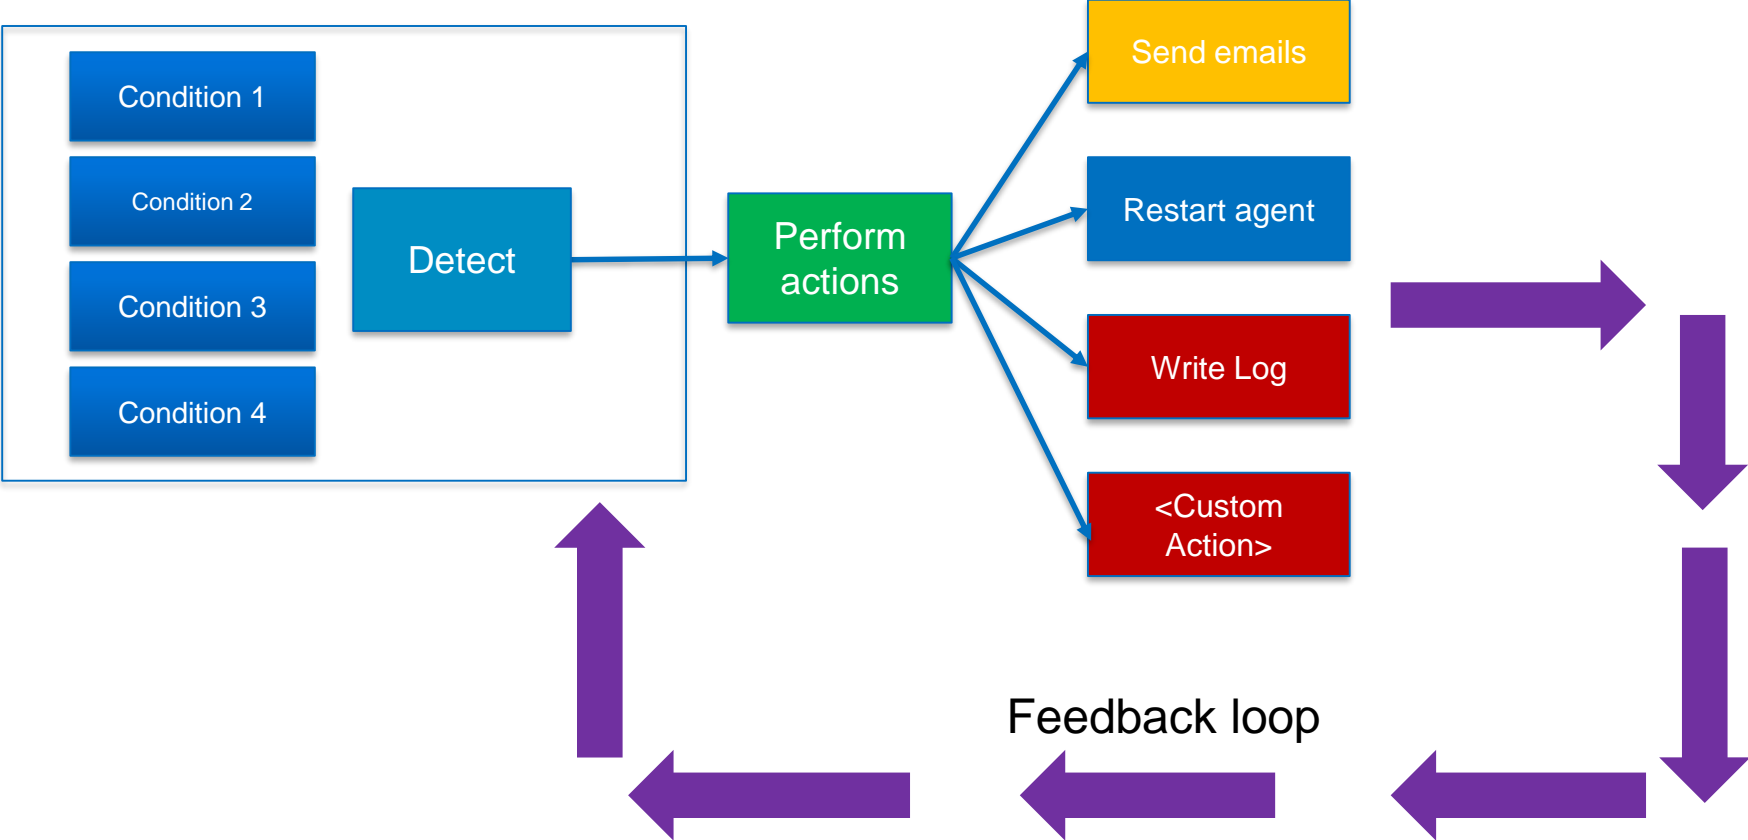 Condition 1
Condition 2
Condition 3
Condition 4
Detect
Perform
actions
Send emails
Restart agent
Write Log
<Custom
Action>
Feedback loop